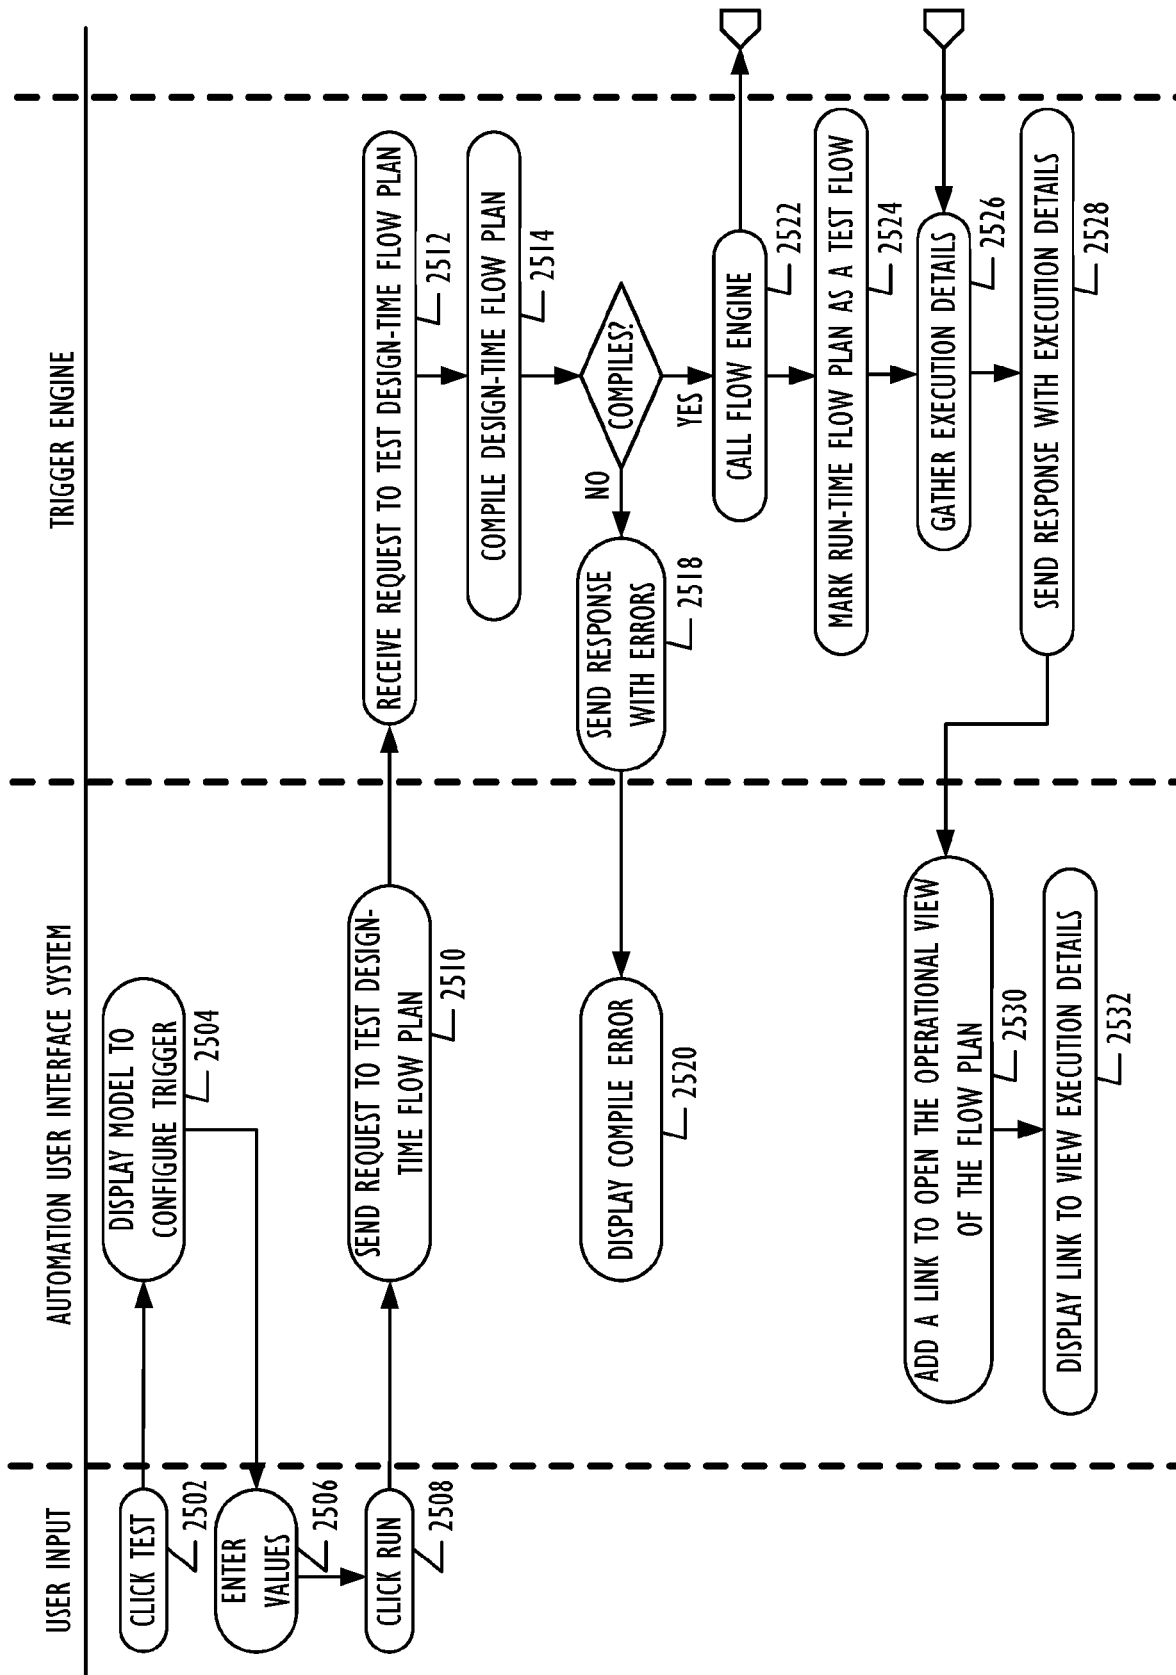 USER INPUT
AUTOMATION USER INTERFACE SYSTEM
TRIGGER ENGINE
CLICK TEST
2502
DISPLAY MODEL TO
CONFIGURE TRIGGER
2504
ENTER
VALUES
2506
CLICK RUN
2508
SEND REQUEST TO TEST DESIGN-
TIME FLOW PLAN
2510
RECEIVE REQUEST TO TEST DESIGN-TIME FLOW PLAN
2512
COMPILE DESIGN-TIME FLOW PLAN
2514
COMPILES?
NO
YES
SEND RESPONSE
WITH ERRORS
2518
DISPLAY COMPILE ERROR
2520
CALL FLOW ENGINE
2522
MARK RUN-TIME FLOW PLAN AS A TEST FLOW
2524
GATHER EXECUTION DETAILS
2526
SEND RESPONSE WITH EXECUTION DETAILS
2528
ADD A LINK TO OPEN THE OPERATIONAL VIEW
OF THE FLOW PLAN
2530
DISPLAY LINK TO VIEW EXECUTION DETAILS
2532